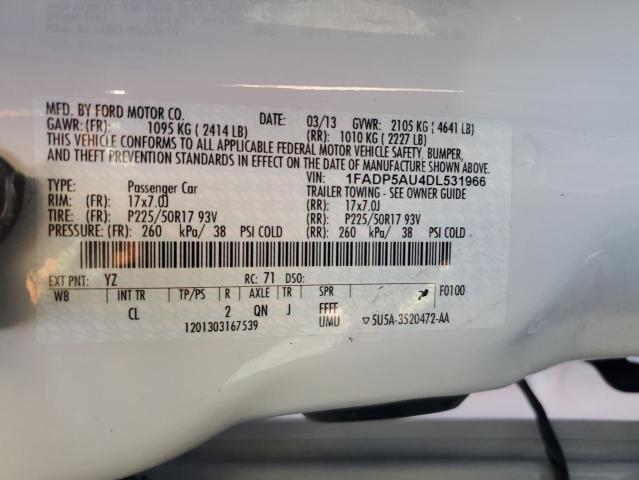 MFD. BY FORD MOTOR CO.
DATE: 03/13 GVWR: 2105 KG ( 4641 LB)
GAWR: (FR): 1095 KG ( 2414 LB) (RR): 1010 KG ( 2227 LB)
THIS VEHICLE CONFORMS TO ALL APPLICABLE FEDERAL MOTOR VEHICLE SAFETY, BUMPER,
AND THEFT PREVENTION STANDARDS IN EFFECT ON THE DATE OF MANUFACTURE SHOWN ABOVE.
VIN: 1FADP5AU4DL531966
TYPE: Passenger Car TRAILER TOWING - SEE OWNER GUIDE
RIM: (FR): 17x7.0J (RR): 17x7.0J
TIRE: (FR): P225/50R17 93V (RR): P225/50R17 93V
PRESSURE: (FR): 260 kPa/ 38 PSI COLD (RR): 260 kPa/ 38 PSI COLD
EXT PNT: YZ RC: 71 DSO:
WB INT TR TP/PS R AXLE TR SPR F0100
CL 2 QN J FFFF
UMU
1201303167539 ▽5U5A-3520472-AA